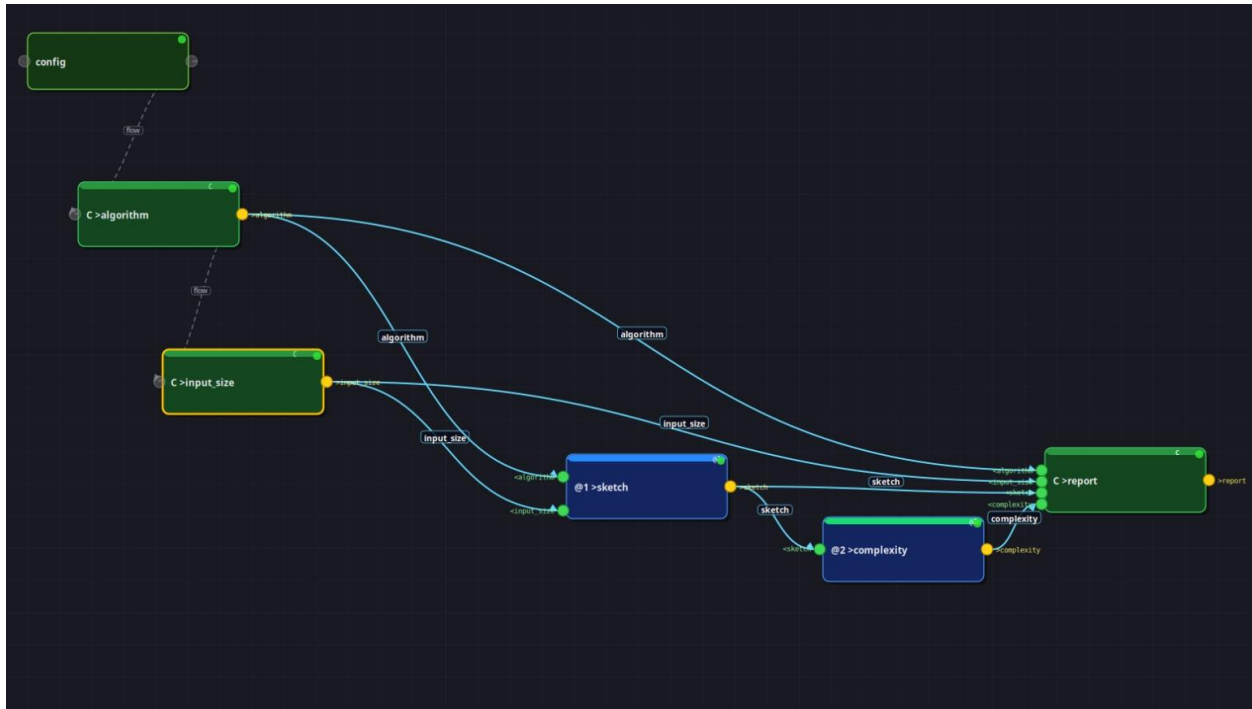 config
flow
C
C >algorithm
>algorithm
flow
algorithm
algorithm
C
C >input_size
>input_size
input_size
input_size
@1 >sketch
<algorithm
<input_size
>sketch
sketch
sketch
@2 >complexity
<sketch
>complexity
complexity
C
C >report
<algorithm
<input_size
<sketch
<complexity
>report